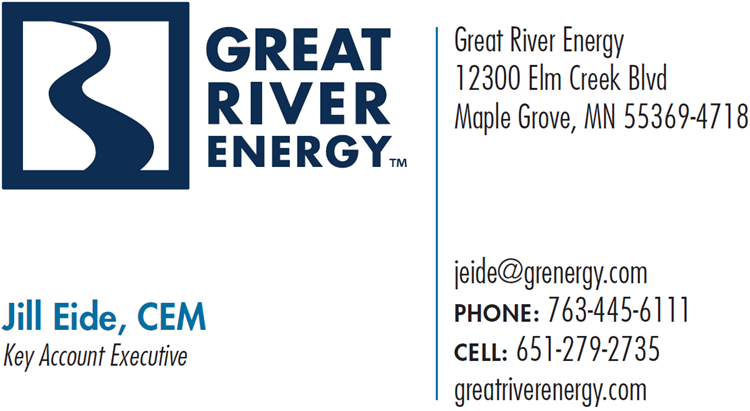 GREAT
RIVER
ENERGY™
Jill Eide, CEM
Key Account Executive
Great River Energy
12300 Elm Creek Blvd
Maple Grove, MN 55369-4718
jeide@grenergy.com
PHONE: 763-445-6111
CELL: 651-279-2735
greatriverenergy.com